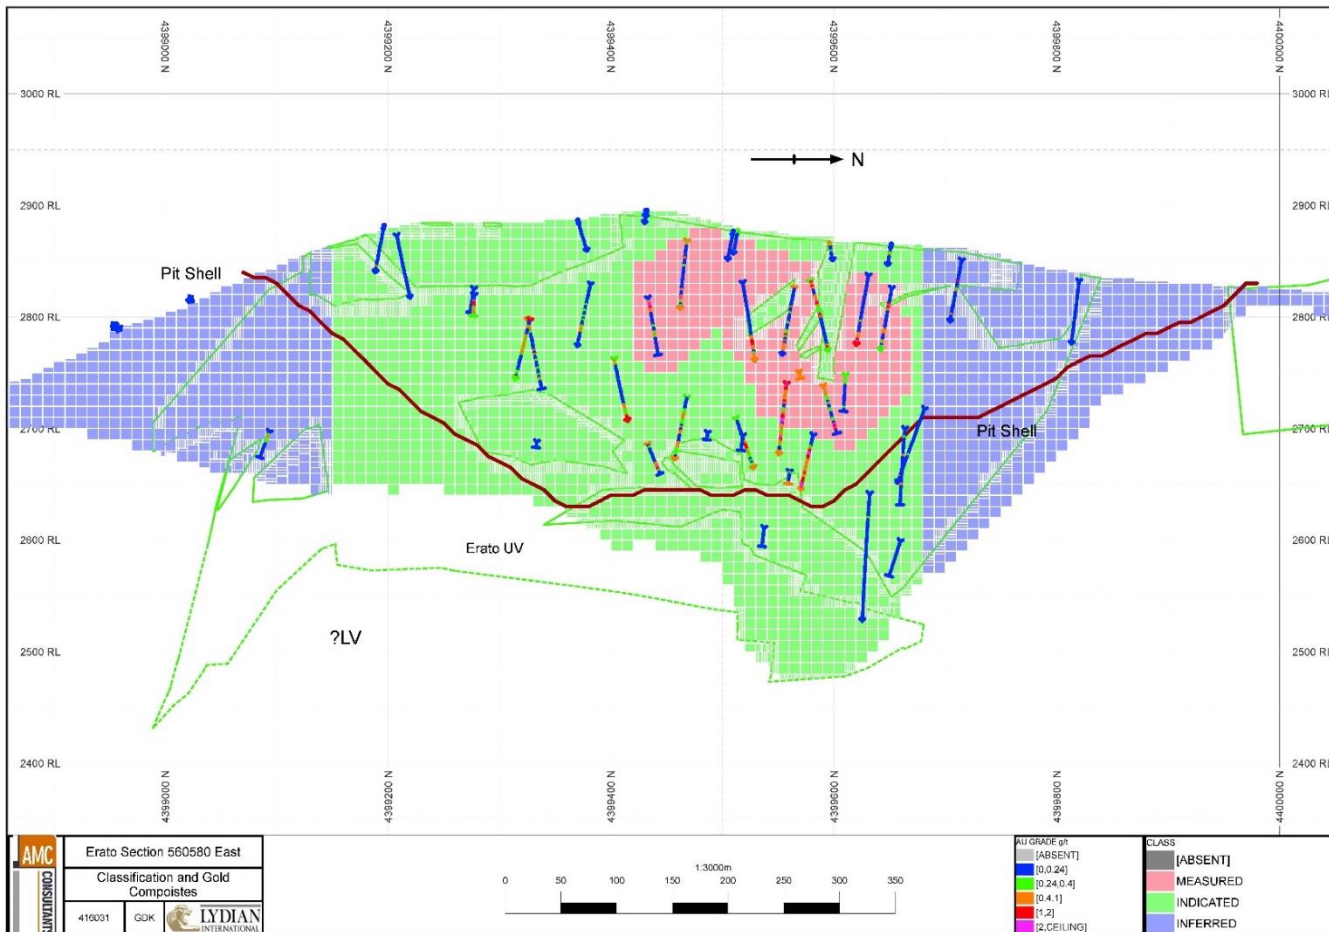 4399000 N
4399200 N
4399400 N
4399600 N
4399800 N
4400000 N
3000 RL
3000 RL
N
2900 RL
2900 RL
Pit Shell
2800 RL
2800 RL
2700 RL
Pit Shell
2700 RL
2600 RL
Erato UV
2600 RL
?LV
2500 RL
2500 RL
2400 RL
2400 RL
4399000 N
4399200 N
4399400 N
4399600 N
4399800 N
4400000 N
AMC
CONSULTANTS
Erato Section 560580 East
Classification and Gold
Compoistes
416031
GDK
LYDIAN
INTERNATIONAL
1:3000m
0 50 100 150 200 250 300 350
AU GRADE g/t
[ABSENT]
[0,0.24]
[0.24,0.4]
[0.4,1]
[1,2]
[2,CEILING]
CLASS
[ABSENT]
MEASURED
INDICATED
INFERRED